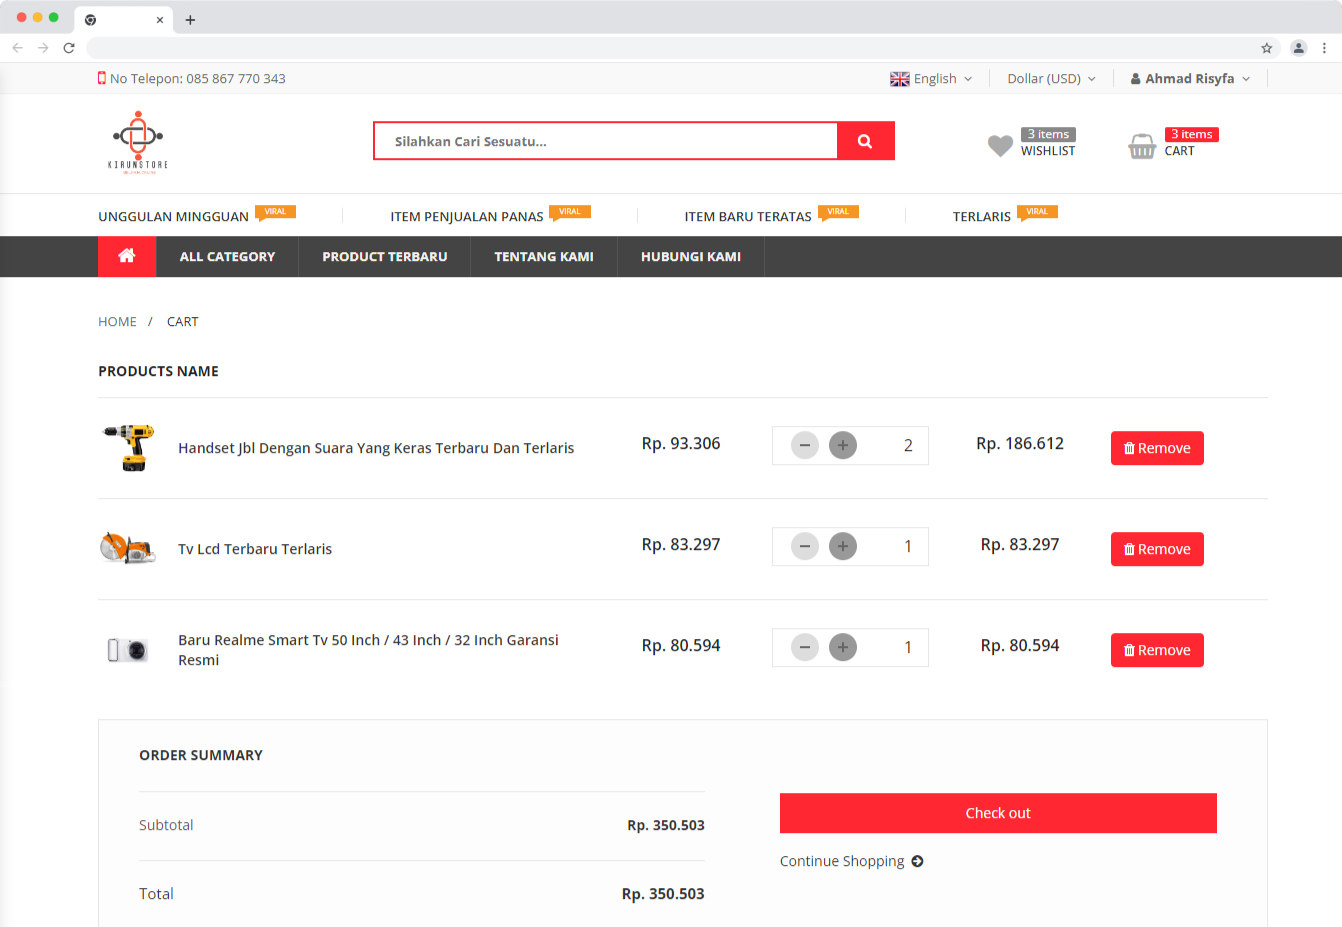 No Telepon: 085 867 770 343
English
Dollar (USD)
Ahmad Risyfa
KIRUNSTORE
Silahkan Cari Sesuatu...
3 items
WISHLIST
3 items
CART
UNGGULAN MINGGUAN VIRAL
ITEM PENJUALAN PANAS VIRAL
ITEM BARU TERATAS VIRAL
TERLARIS VIRAL
ALL CATEGORY
PRODUCT TERBARU
TENTANG KAMI
HUBUNGI KAMI
HOME / CART
PRODUCTS NAME
Handset Jbl Dengan Suara Yang Keras Terbaru Dan Terlaris
Rp. 93.306
2
Rp. 186.612
Remove
Tv Lcd Terbaru Terlaris
Rp. 83.297
1
Rp. 83.297
Remove
Baru Realme Smart Tv 50 Inch / 43 Inch / 32 Inch Garansi
Resmi
Rp. 80.594
1
Rp. 80.594
Remove
ORDER SUMMARY
Subtotal
Rp. 350.503
Total
Rp. 350.503
Check out
Continue Shopping